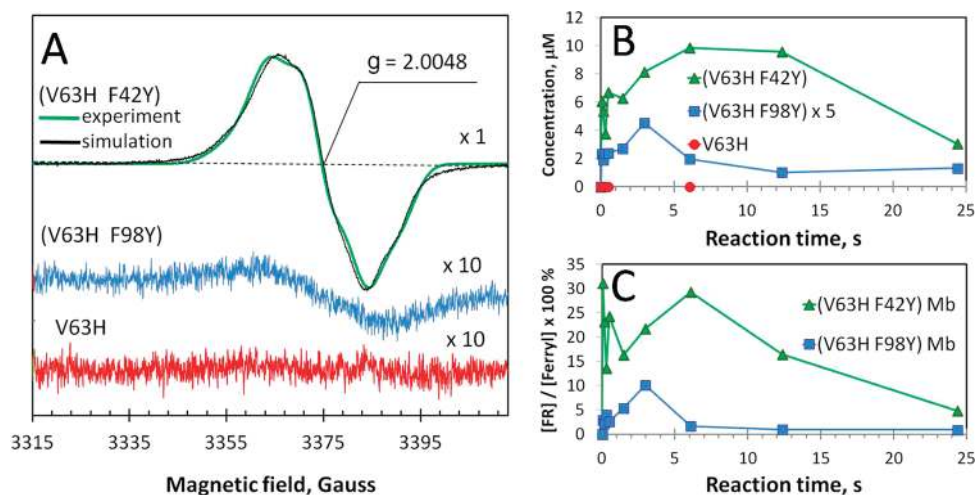 A
g = 2.0048
(V63H F42Y)
experiment
simulation
x 1
(V63H F98Y)
x 10
V63H
x 10
3315 3335 3355 3375 3395
Magnetic field, Gauss
B
Concentration, µM
12
10
8
6
4
2
0
(V63H F42Y)
(V63H F98Y) x 5
V63H
0 5 10 15 20 25
Reaction time, s
C
[FR] / [Ferryl] x 100 %
35
30
25
20
15
10
5
0
(V63H F42Y) Mb
(V63H F98Y) Mb
0 5 10 15 20 25
Reaction time, s